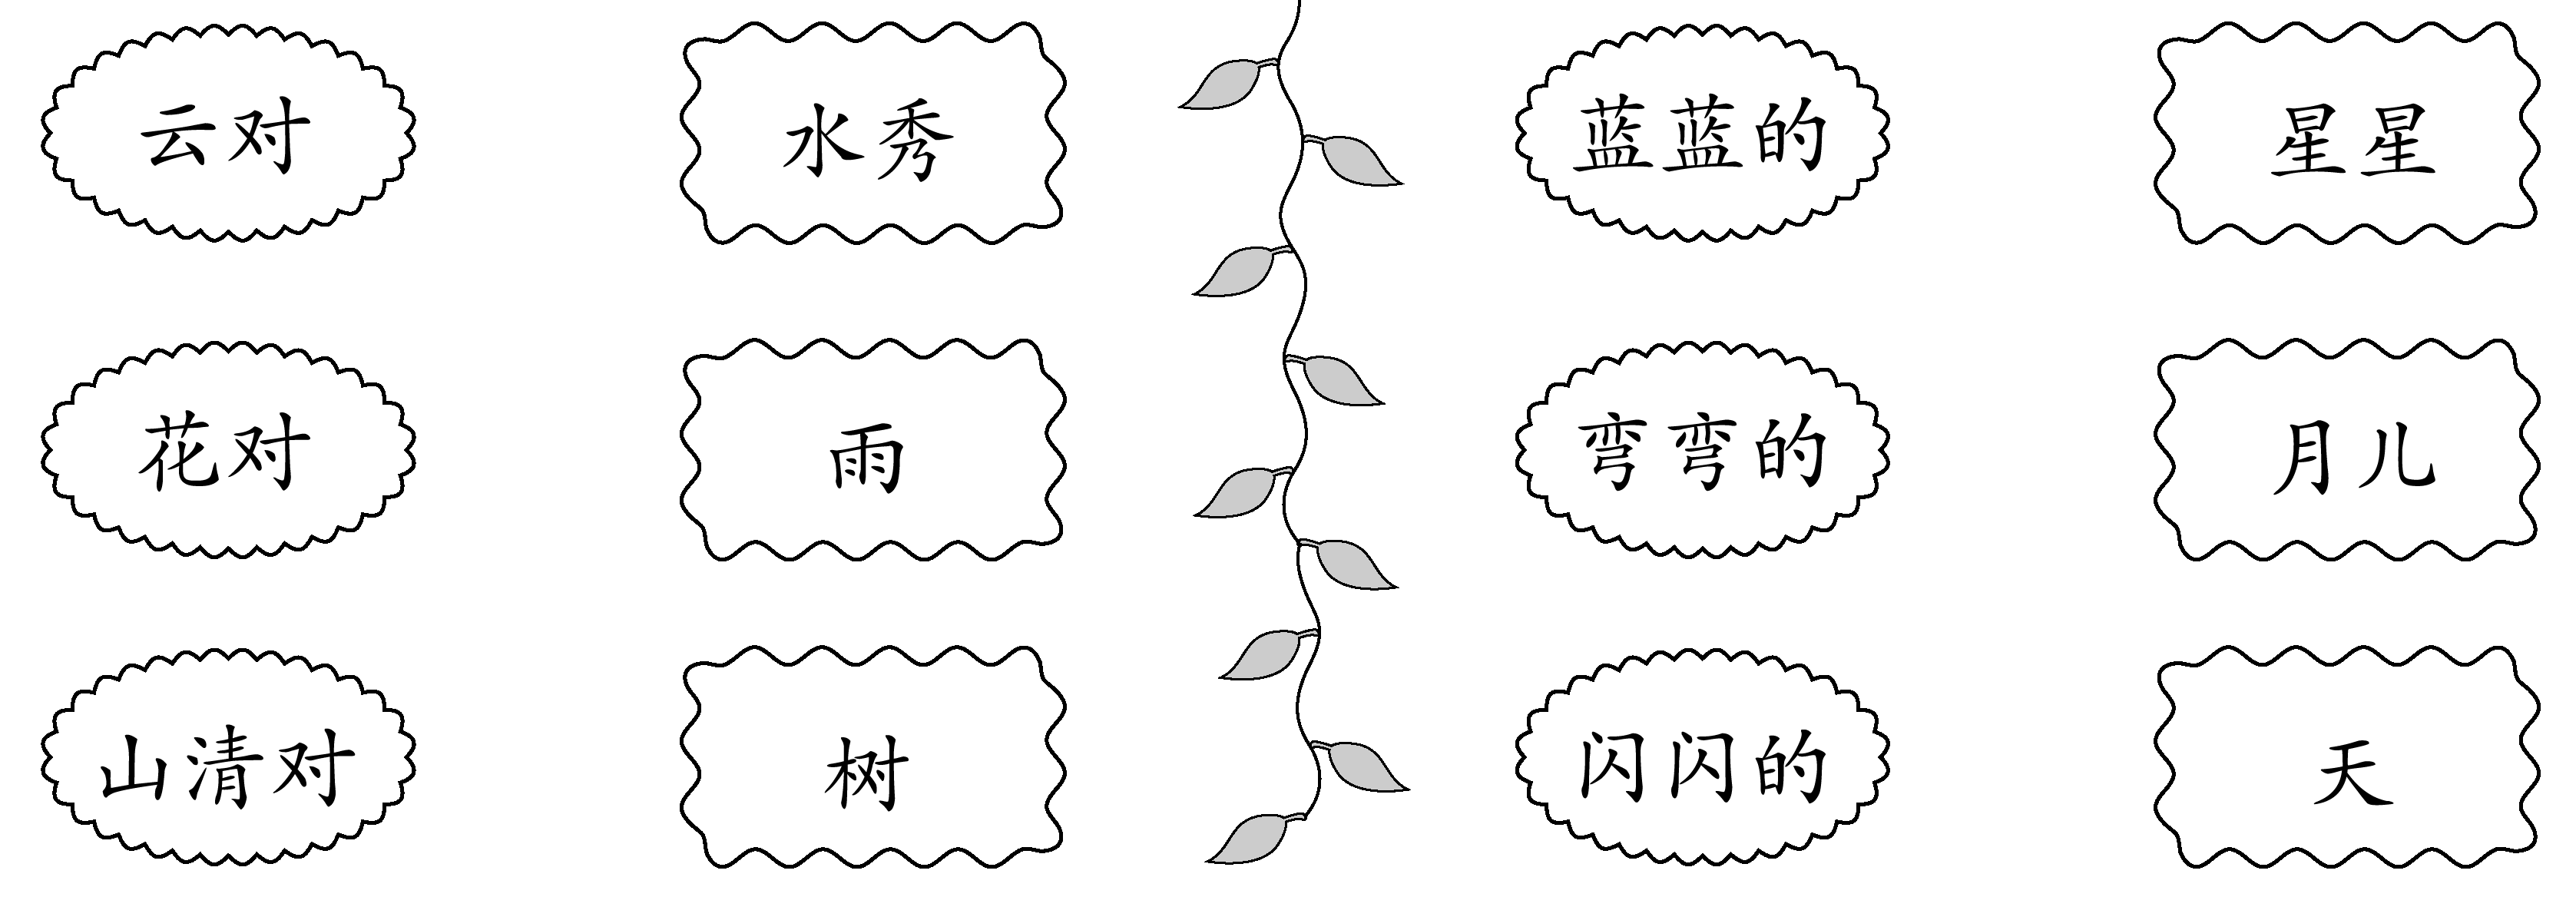 云对 水秀 蓝蓝的 星星
花对 雨 弯弯的 月儿
山清对 树 闪闪的 天